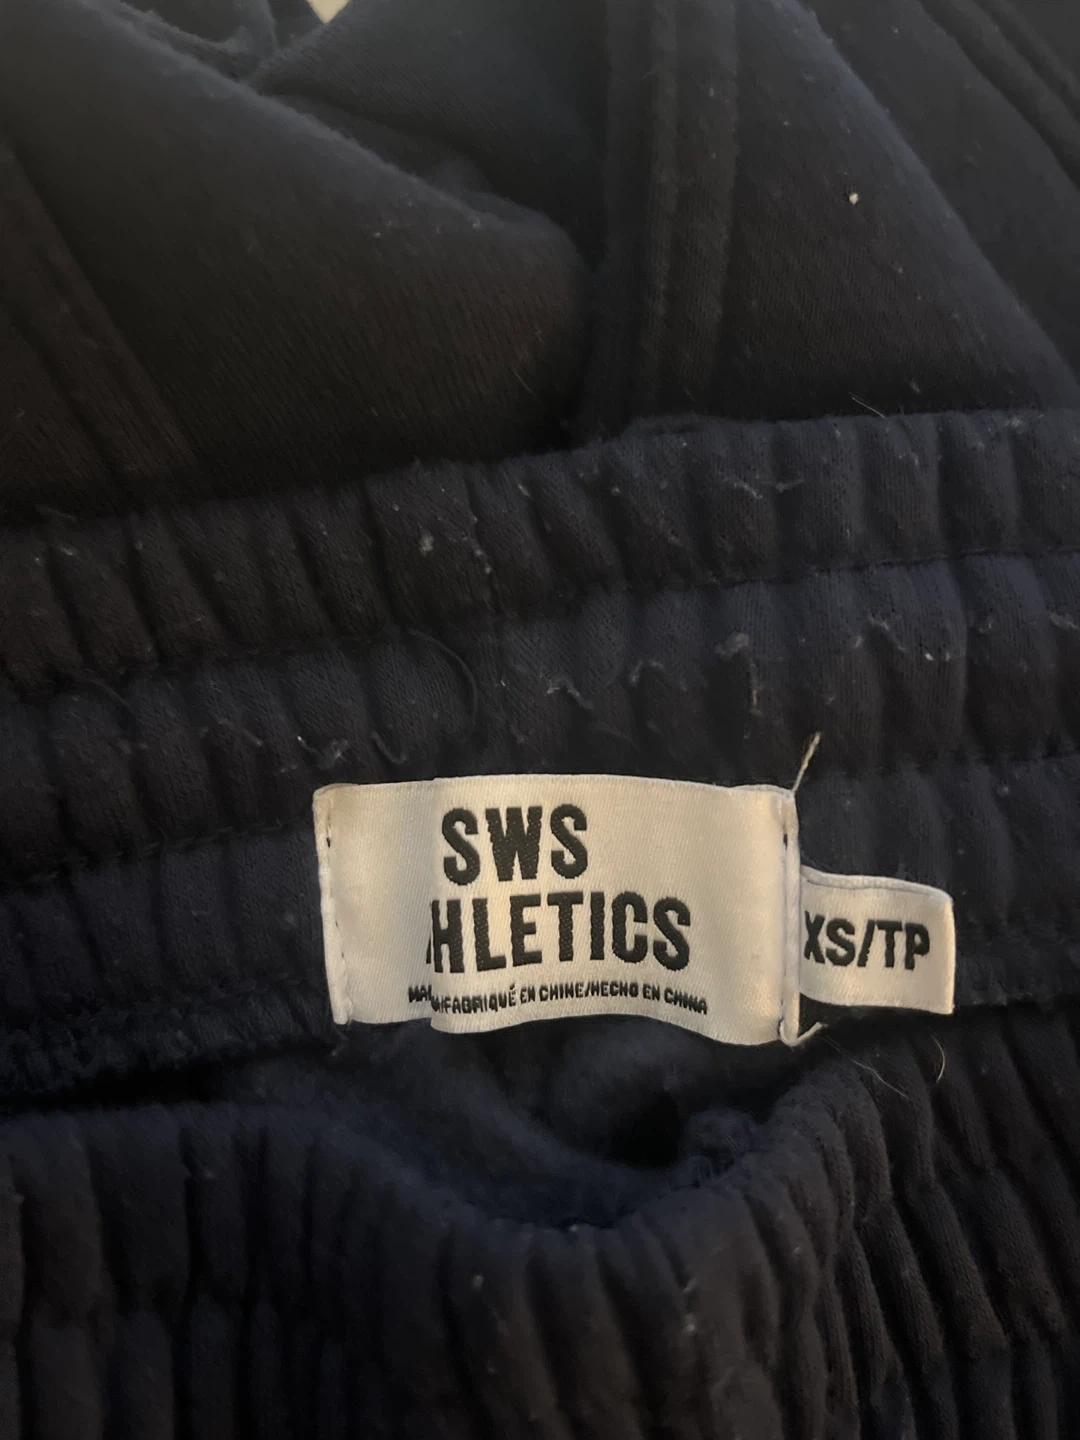 SWS
HLETICS
FABRIQUÉ EN CHINE/HECHO EN CHINA
XS/TP